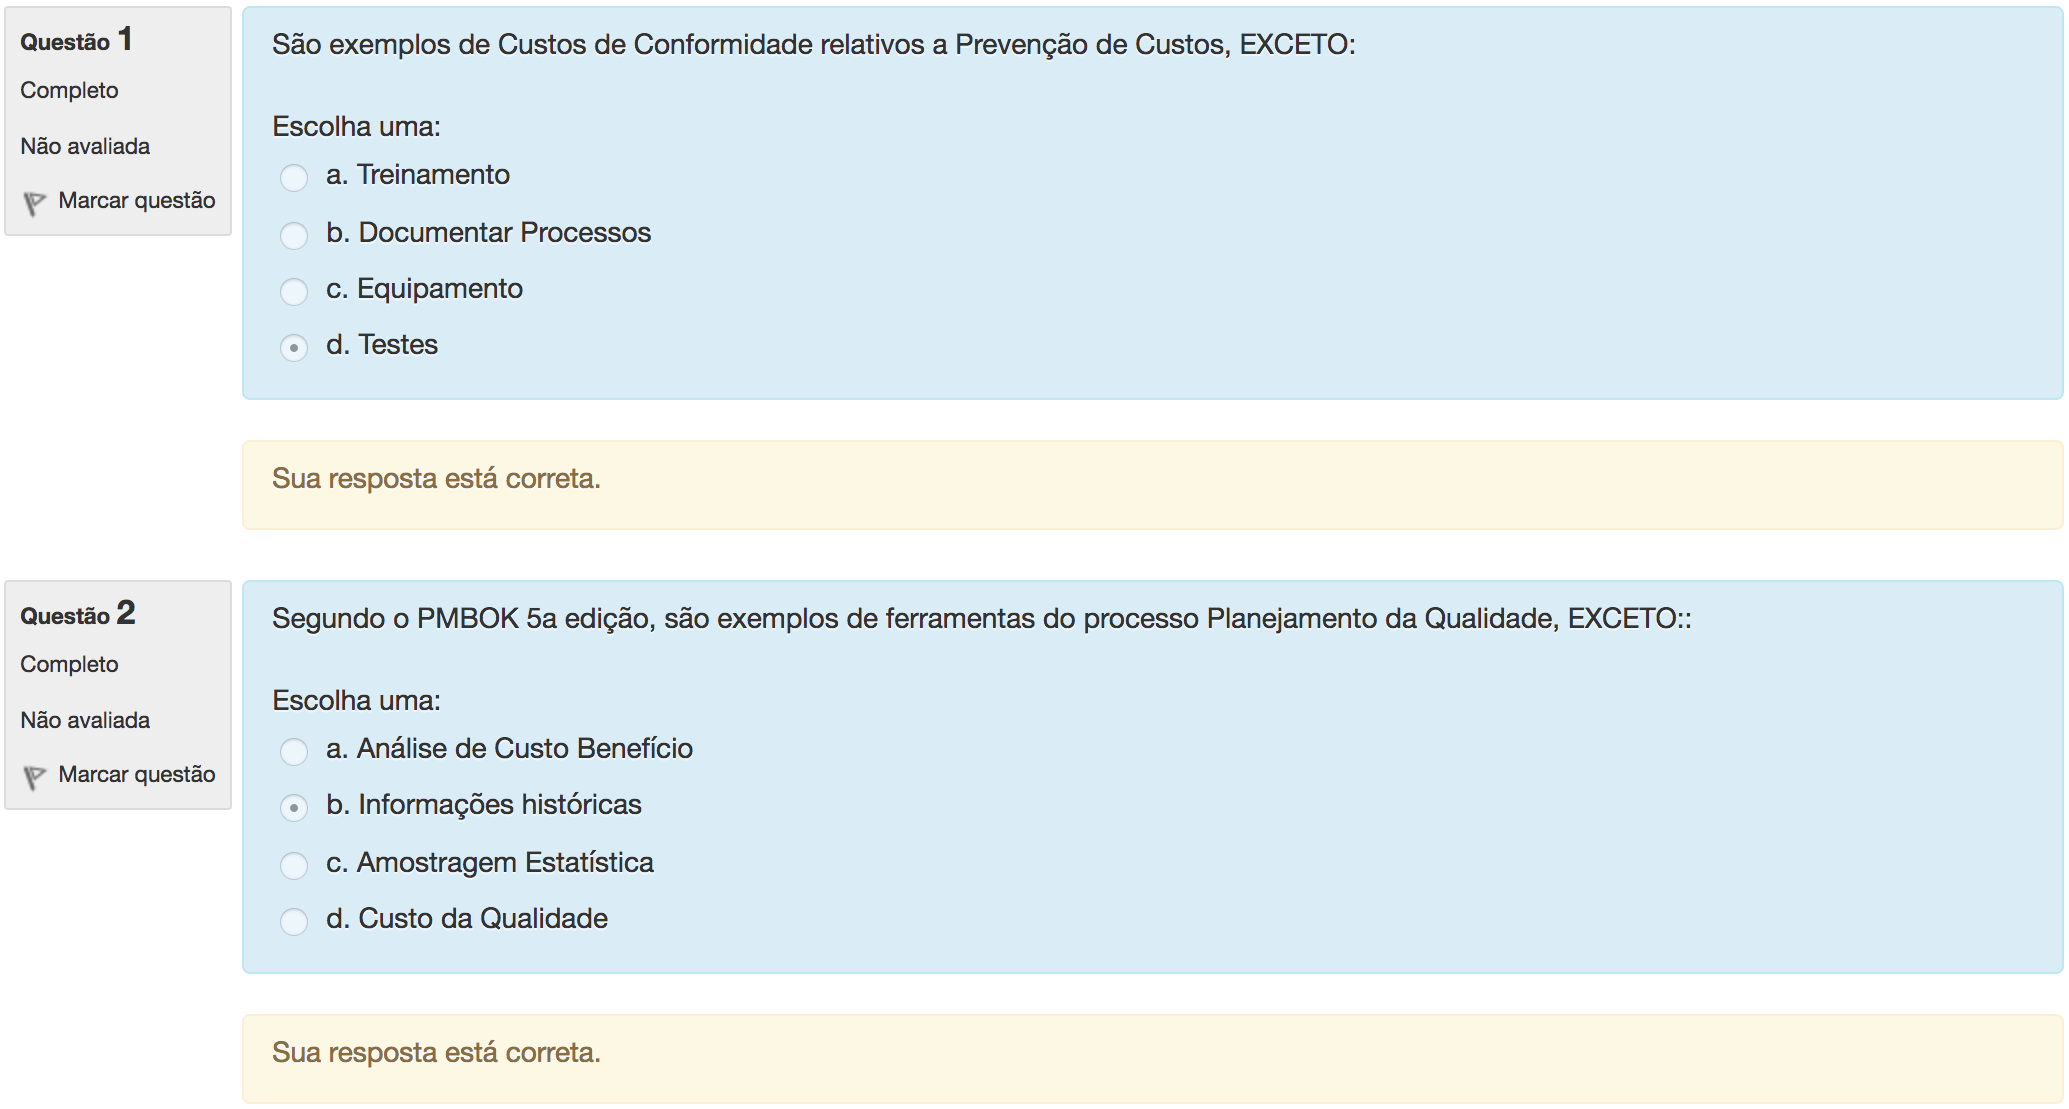 Questão 1
Completo
Não avaliada
Marcar questão
São exemplos de Custos de Conformidade relativos a Prevenção de Custos, EXCETO:
Escolha uma:
a. Treinamento
b. Documentar Processos
c. Equipamento
d. Testes
Sua resposta está correta.
Questão 2
Completo
Não avaliada
Marcar questão
Segundo o PMBOK 5a edição, são exemplos de ferramentas do processo Planejamento da Qualidade, EXCETO::
Escolha uma:
a. Análise de Custo Benefício
b. Informações históricas
c. Amostragem Estatística
d. Custo da Qualidade
Sua resposta está correta.